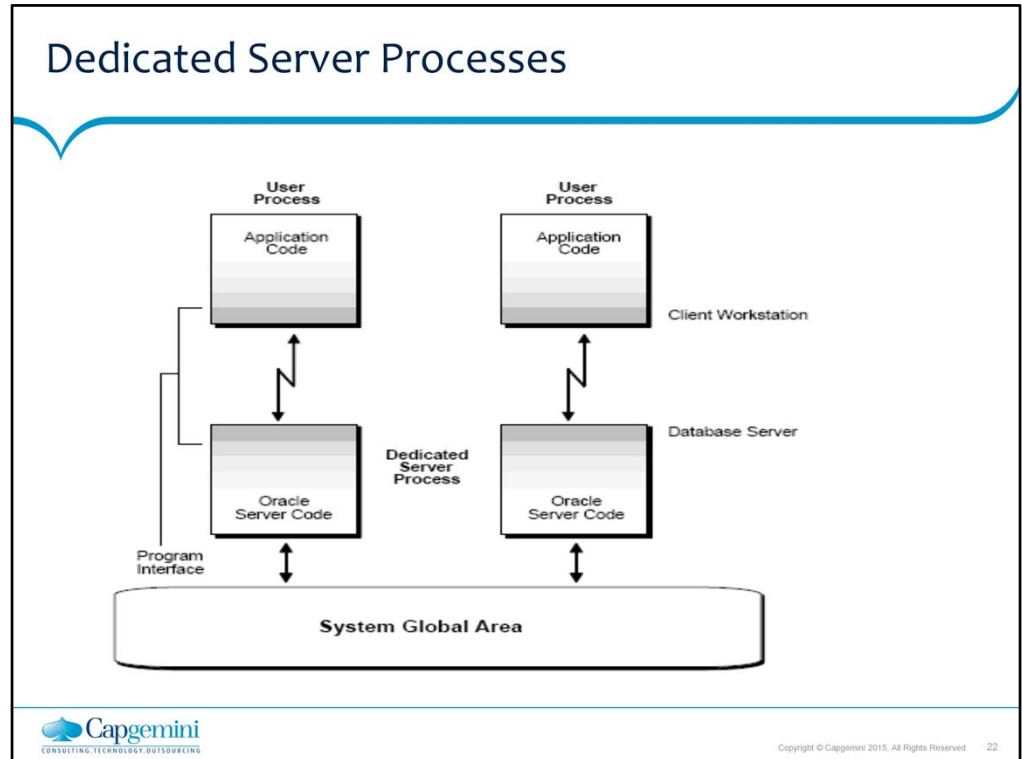 Dedicated Server Processes
User
Process
User
Process
Application
Code
Application
Code
Client Workstation
Database Server
Dedicated
Server
Process
Oracle
Server Code
Oracle
Server Code
Program
Interface
System Global Area
Capgemini
CONSULTING.TECHNOLOGY.OUTSOURCING
Copyright © Capgemini 2015. All Rights Reserved 22